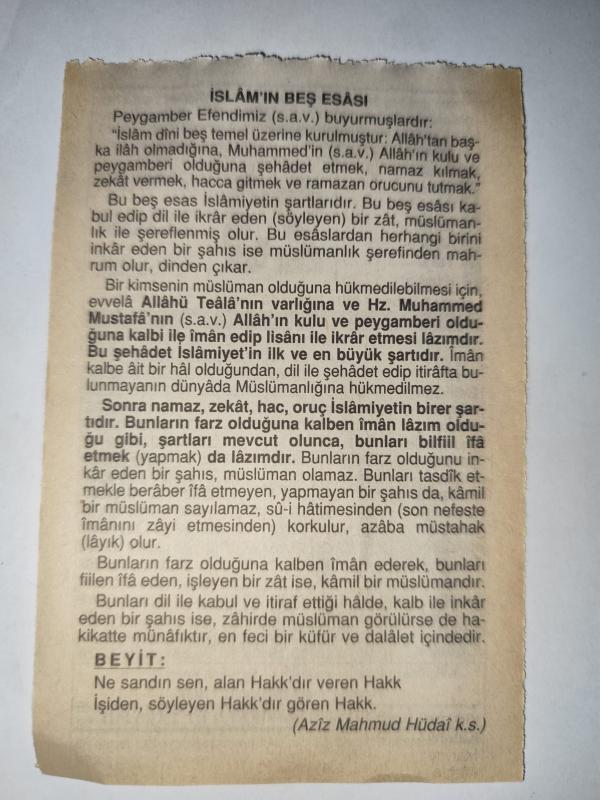 İSLÂM'IN BEŞ ESÂSI
Peygamber Efendimiz (s.a.v.) buyurmuşlardır:
"İslâm dîni beş temel üzerine kurulmuştur: Allâh'tan baş-
ka ilâh olmadığına, Muhammed'in (s.a.v.) Allâh'ın kulu ve
peygamberi olduğuna şehâdet etmek, namaz kılmak,
zekât vermek, hacca gitmek ve ramazan orucunu tutmak."
Bu beş esas İslâmiyetin şartlarıdır. Bu beş esâsı ka-
bul edip dil ile ikrâr eden (söyleyen) bir zât, müslüman-
lık ile şereflenmiş olur. Bu esâslardan herhangi birini
inkâr eden bir şahıs ise müslümanlık şerefinden mah-
rum olur, dinden çıkar.
Bir kimsenin müslüman olduğuna hükmedilebilmesi için,
evvelâ Allâhü Teâlâ'nın varlığına ve Hz. Muhammed
Mustafâ'nın (s.a.v.) Allâh'ın kulu ve peygamberi oldu-
ğuna kalbi ile îmân edip lisânı ile ikrâr etmesi lâzımdır.
Bu şehâdet İslâmiyet'in ilk ve en büyük şartıdır. Îmân
kalbe âit bir hâl olduğundan, dil ile şehâdet edip itirâfta bu-
lunmayanın dünyâda Müslümanlığına hükmedilmez.
Sonra namaz, zekât, hac, oruç İslâmiyetin birer şar-
tıdır. Bunların farz olduğuna kalben îmân lâzım oldu-
ğu gibi, şartları mevcut olunca, bunları bilfiil îfâ
etmek (yapmak) da lâzımdır. Bunların farz olduğunu in-
kâr eden bir şahıs, müslüman olamaz. Bunları tasdîk et-
mekle berâber îfâ etmeyen, yapmayan bir şahıs da, kâmil
bir müslüman sayılamaz, sû-i hâtimesinden (son nefeste
îmânını zâyi etmesinden) korkulur, azâba müstahak
(lâyık) olur.
Bunların farz olduğuna kalben îmân ederek, bunları
fiilen îfâ eden, işleyen bir zât ise, kâmil bir müslümandır.
Bunları dil ile kabul ve itiraf ettiği hâlde, kalb ile inkâr
eden bir şahıs ise, zâhirde müslüman görülürse de ha-
kikatte münâfıktır, en feci bir küfür ve dalâlet içindedir.
BEYİT:
Ne sandın sen, alan Hakk'dır veren Hakk
İşiden, söyleyen Hakk'dır gören Hakk.
(Azîz Mahmud Hüdaî k.s.)